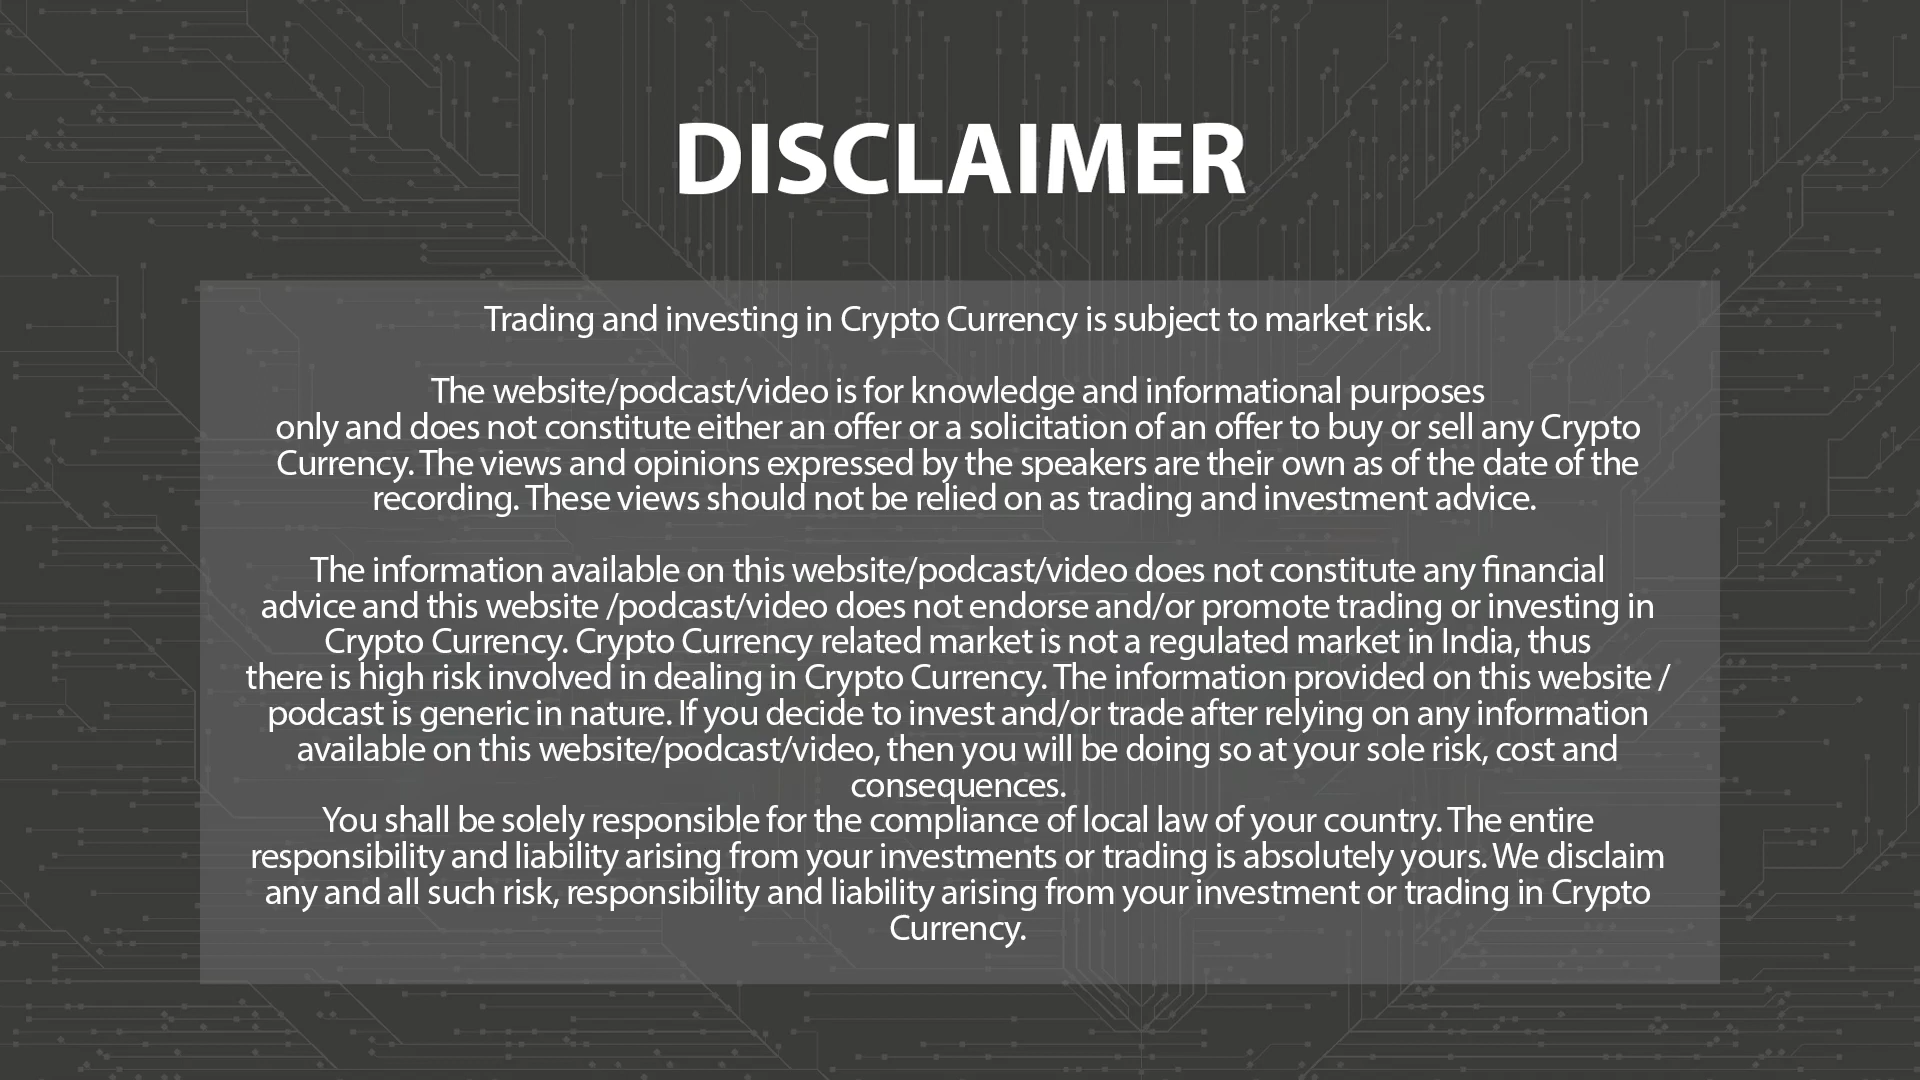 DISCLAIMER
Trading and investing in Crypto Currency is subject to market risk.
The website/podcast/video is for knowledge and informational purposes
only and does not constitute either an offer or a solicitation of an offer to buy or sell any Crypto
Currency. The views and opinions expressed by the speakers are their own as of the date of the
recording. These views should not be relied on as trading and investment advice.
The information available on this website/podcast/video does not constitute any financial
advice and this website /podcast/video does not endorse and/or promote trading or investing in
Crypto Currency. Crypto Currency related market is not a regulated market in India, thus
there is high risk involved in dealing in Crypto Currency. The information provided on this website /
podcast is generic in nature. If you decide to invest and/or trade after relying on any information
available on this website/podcast/video, then you will be doing so at your sole risk, cost and
consequences.
You shall be solely responsible for the compliance of local law of your country. The entire
responsibility and liability arising from your investments or trading is absolutely yours. We disclaim
any and all such risk, responsibility and liability arising from your investment or trading in Crypto
Currency.